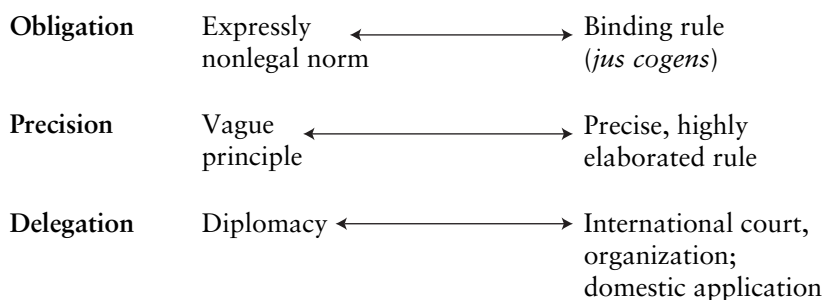 Obligation Expressly Binding rule
nonlegal norm (jus cogens)
Precision Vague Precise, highly
principle elaborated rule
Delegation Diplomacy International court,
organization;
domestic application